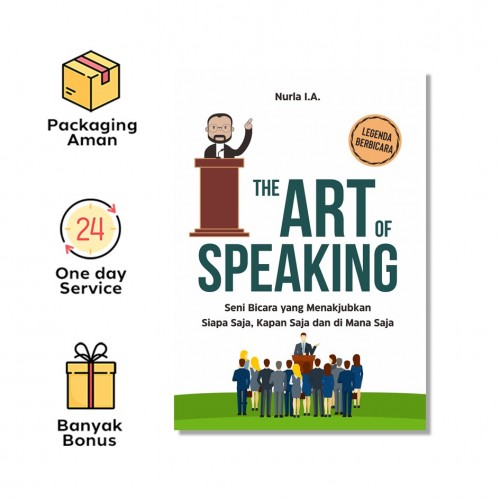 Packaging
Aman
24
One day
Service
Banyak
Bonus
Nurla I.A.
LEGENDA
BERBICARA
THE ART OF
SPEAKING
Seni Bicara yang Menakjubkan
Siapa Saja, Kapan Saja dan di Mana Saja